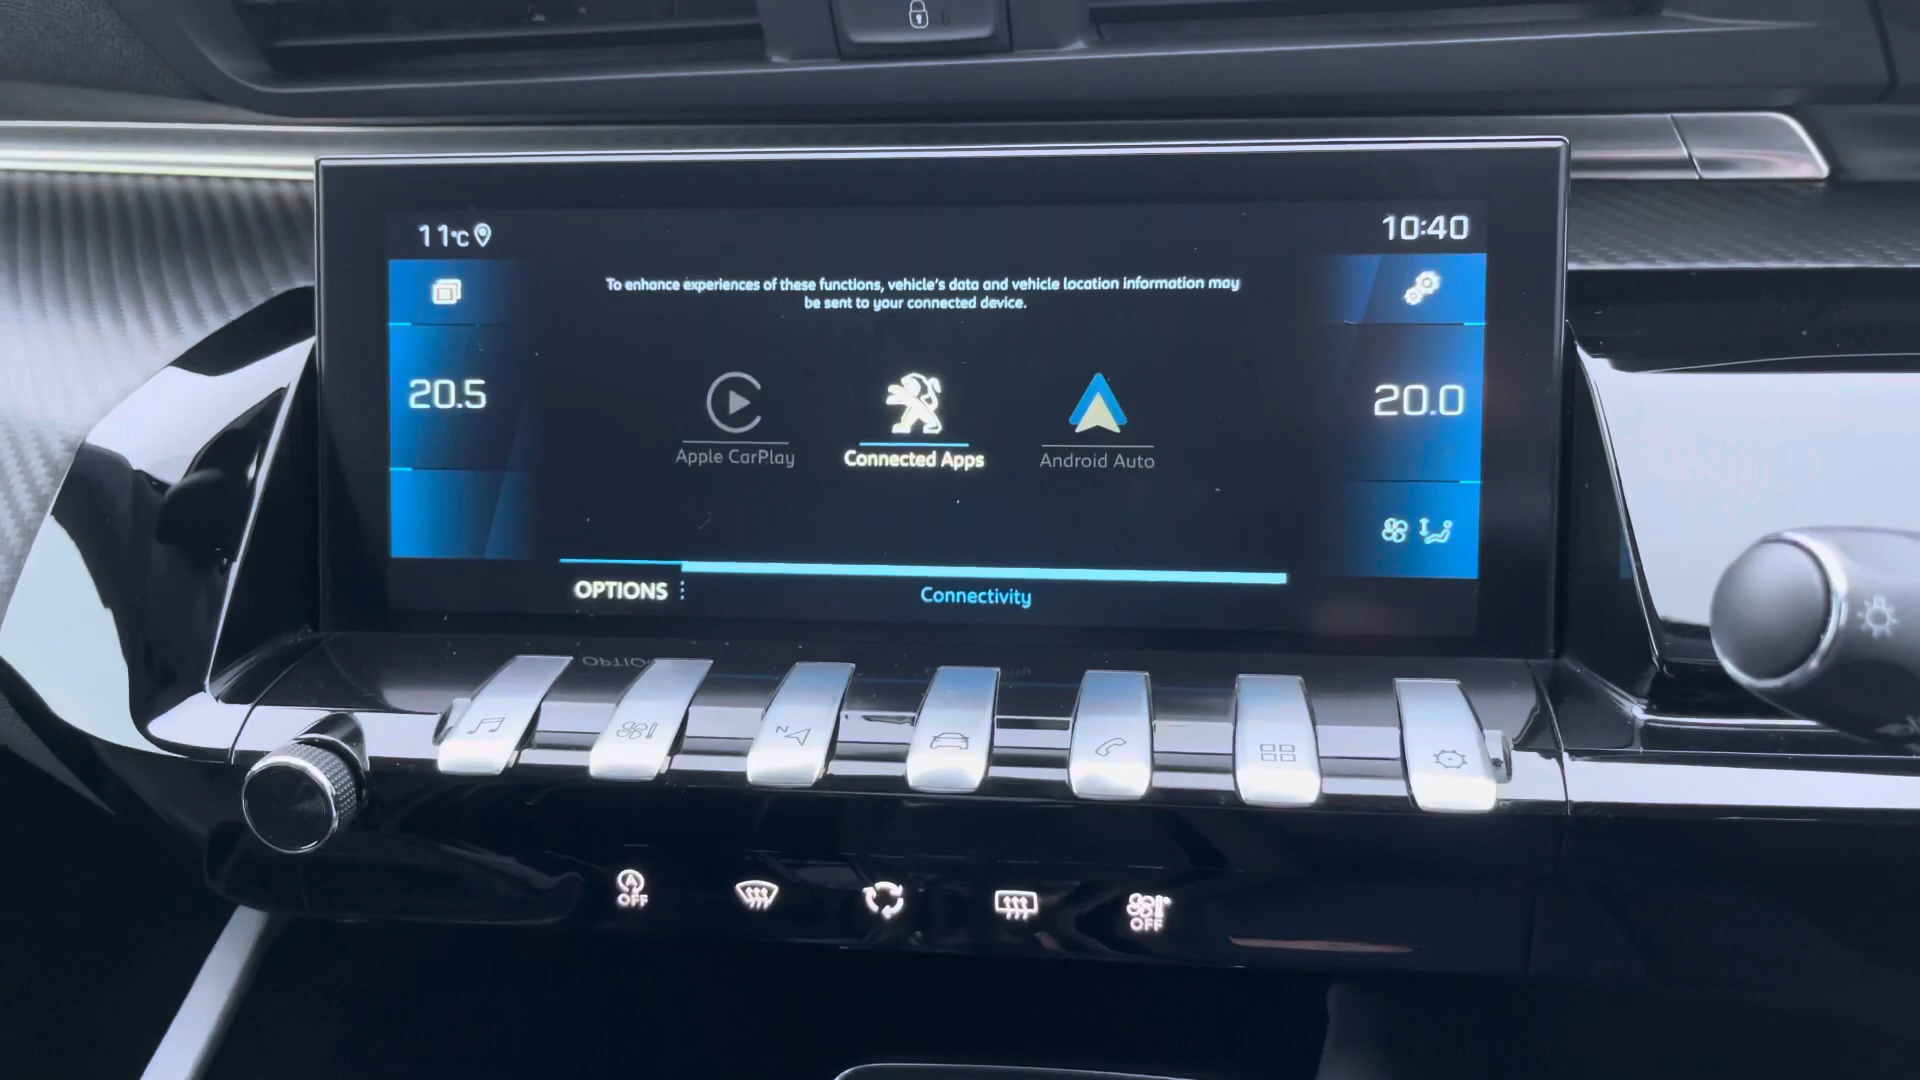 11°C
10:40
To enhance experiences of these functions, vehicle's data and vehicle location information may
be sent to your connected device.
20.5
20.0
Apple CarPlay
Connected Apps
Android Auto
OPTIONS
Connectivity
N
A
OFF
OFF